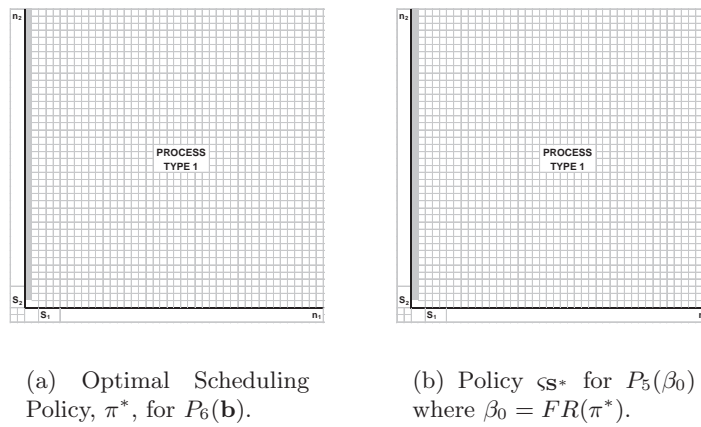 n₂
PROCESS
TYPE 1
S₂
S₁
n₁
n₂
PROCESS
TYPE 1
S₂
S₁
(a) Optimal Scheduling
Policy, π*, for P₆(b).
(b) Policy ςₛ* for P₅(β₀)
where β₀ = FR(π*).